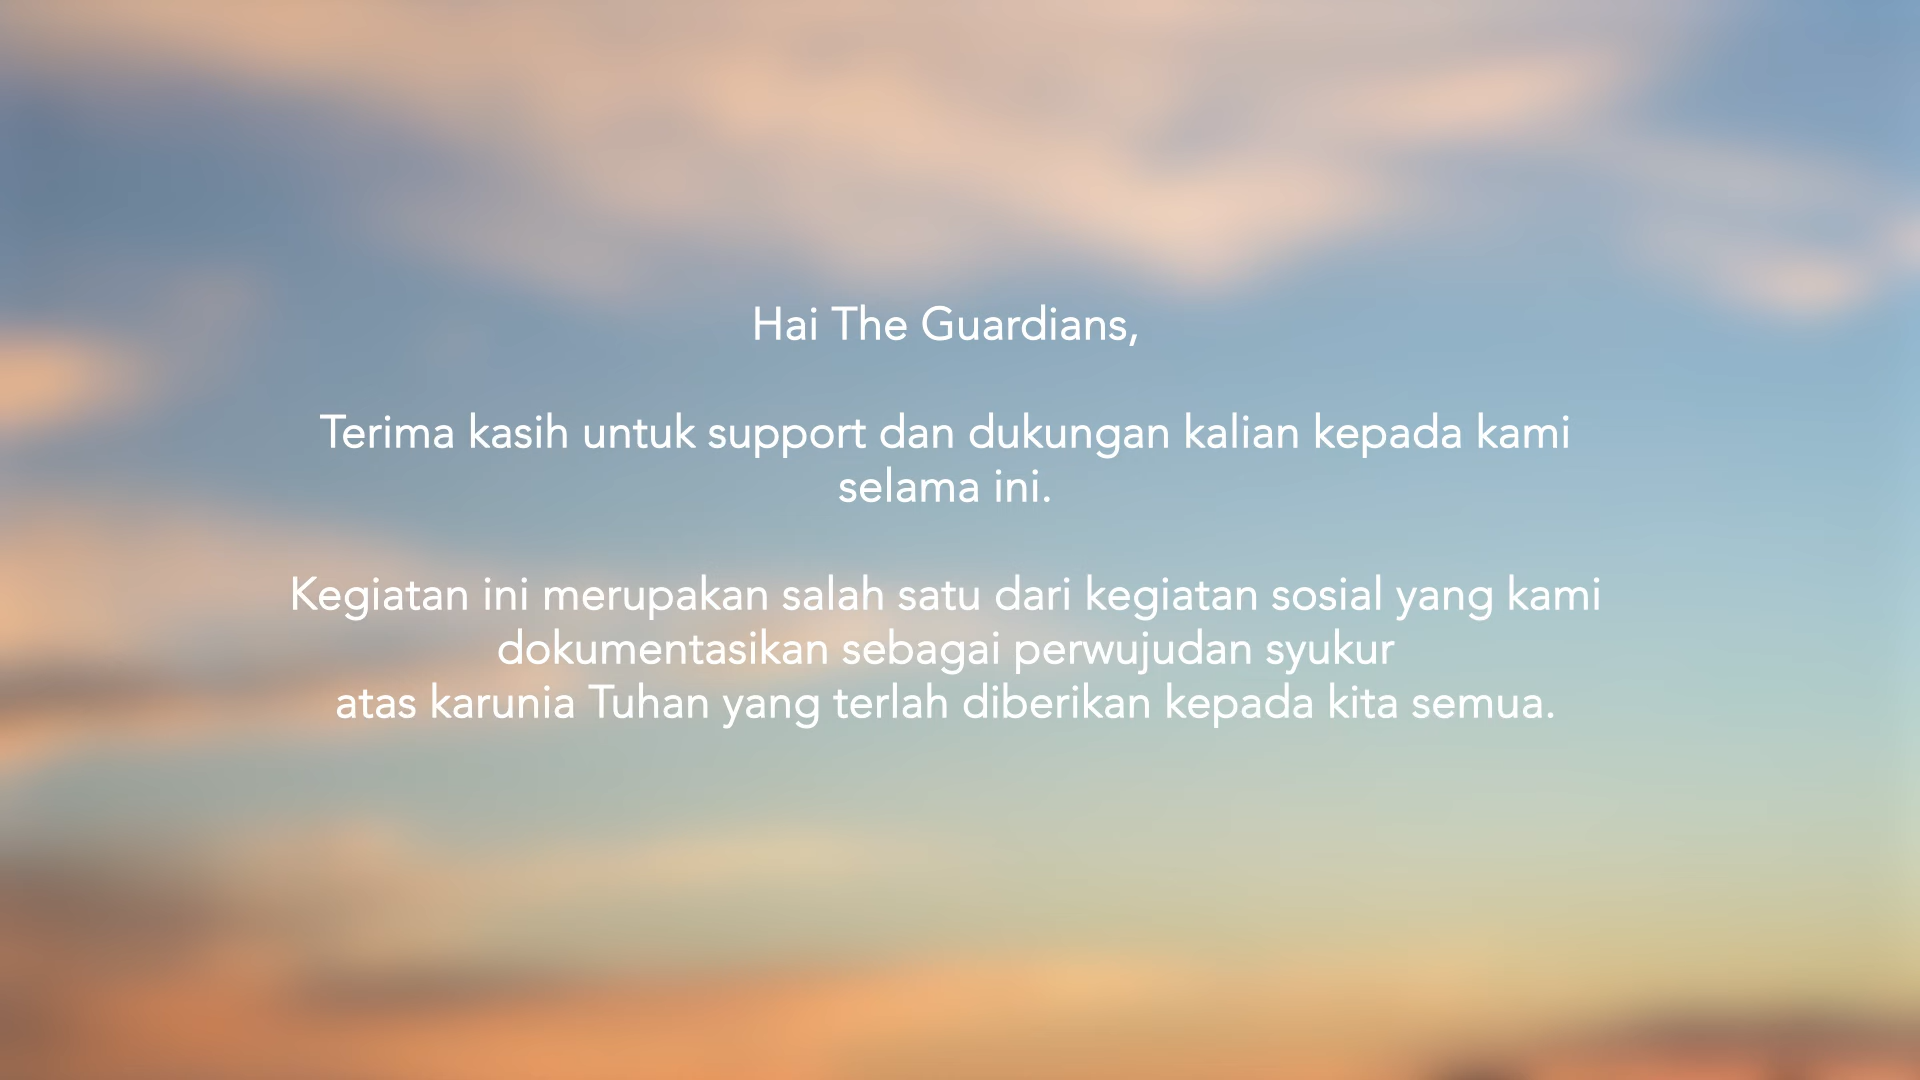 Hai The Guardians,
Terima kasih untuk support dan dukungan kalian kepada kami
selama ini.
Kegiatan ini merupakan salah satu dari kegiatan sosial yang kami
dokumentasikan sebagai perwujudan syukur
atas karunia Tuhan yang terlah diberikan kepada kita semua.